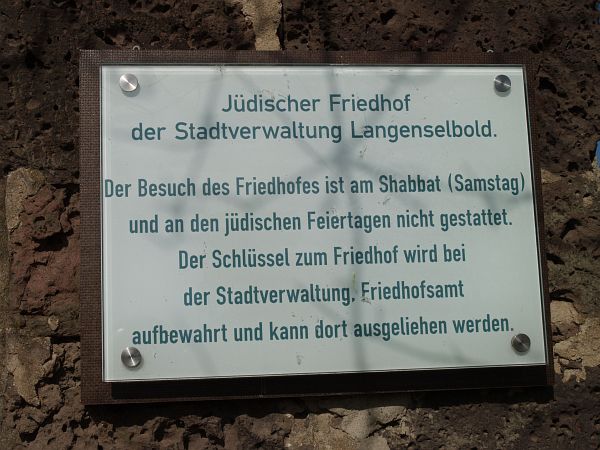 Jüdischer Friedhof
der Stadtverwaltung Langenselbold.
Der Besuch des Friedhofes ist am Shabbat (Samstag)
und an den jüdischen Feiertagen nicht gestattet.
Der Schlüssel zum Friedhof wird bei
der Stadtverwaltung, Friedhofsamt
aufbewahrt und kann dort ausgeliehen werden.